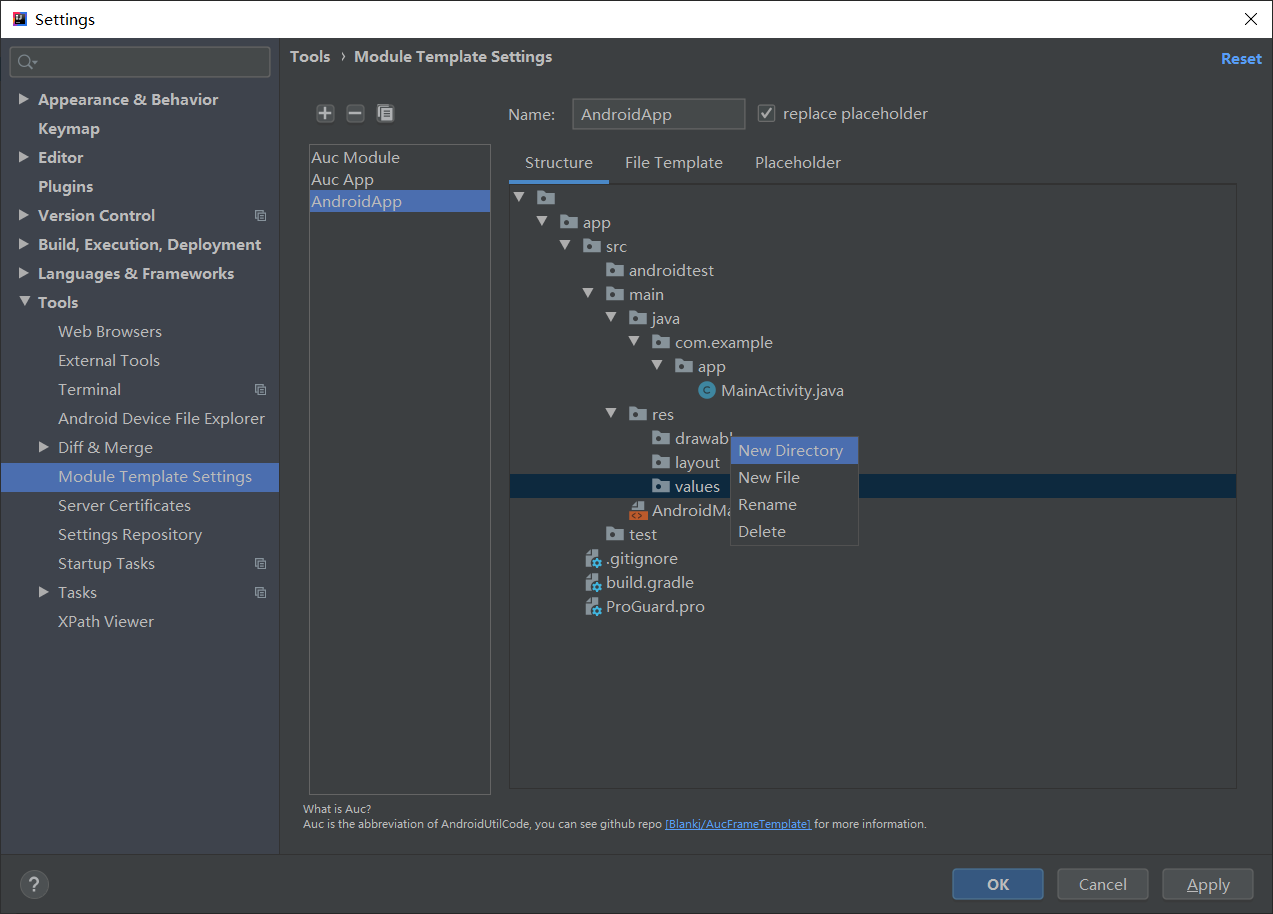 Settings
Tools › Module Template Settings
Reset
Appearance & Behavior
Keymap
Editor
Plugins
Version Control
Build, Execution, Deployment
Languages & Frameworks
Tools
Web Browsers
External Tools
Terminal
Android Device File Explorer
Diff & Merge
Module Template Settings
Server Certificates
Settings Repository
Startup Tasks
Tasks
XPath Viewer
Name: AndroidApp replace placeholder
Auc Module
Auc App
AndroidApp
Structure File Template Placeholder
app
src
androidtest
main
java
com.example
app
MainActivity.java
res
drawabl
layout
values
AndroidMa
test
.gitignore
build.gradle
ProGuard.pro
New Directory
New File
Rename
Delete
What is Auc?
Auc is the abbreviation of AndroidUtilCode, you can see github repo [Blankj/AucFrameTemplate] for more information.
?
OK Cancel Apply